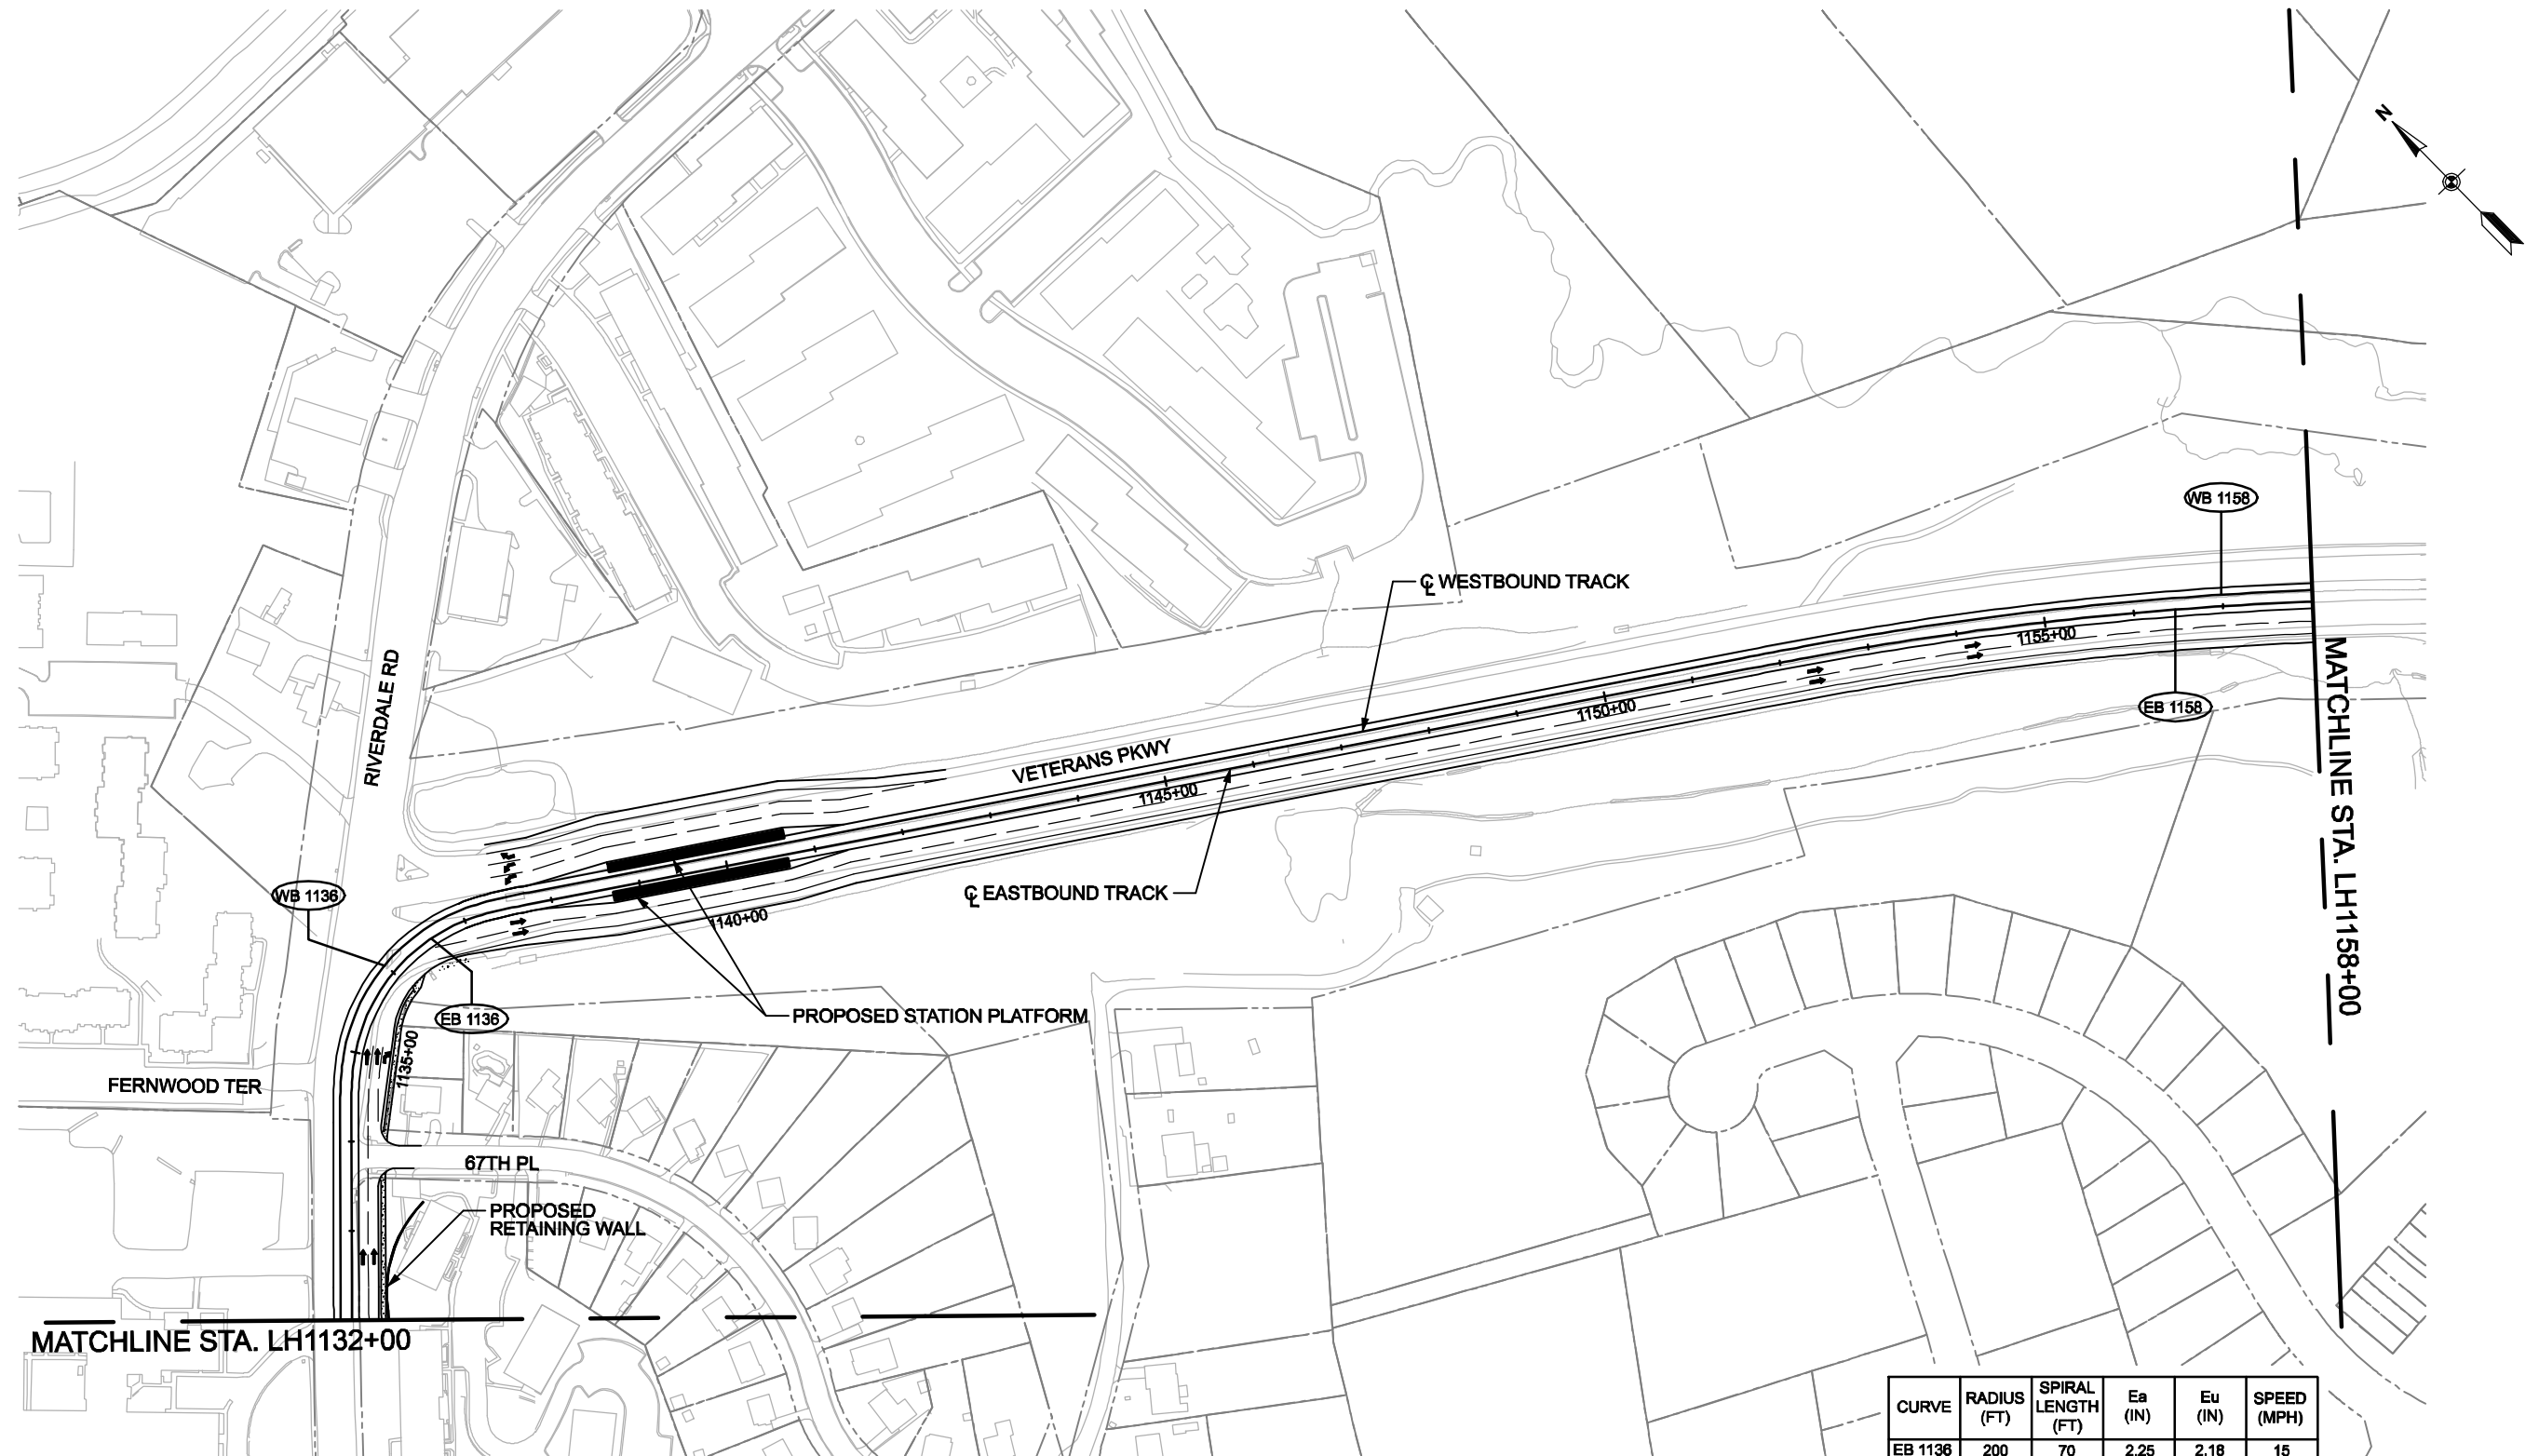 N
WB 1158
℄ WESTBOUND TRACK
1155+00
RIVERDALE RD
MATCHLINE STA. LH1158+00
EB 1158
1150+00
VETERANS PKWY
1145+00
WB 1136
℄ EASTBOUND TRACK
1140+00
EB 1136
PROPOSED STATION PLATFORM
1135+00
FERNWOOD TER
67TH PL
PROPOSED
RETAINING WALL
MATCHLINE STA. LH1132+00
CURVE RADIUS (FT) SPIRAL LENGTH (FT) Ea (IN) Eu (IN) SPEED (MPH)
EB 1136 200 70 2.25 2.18 15